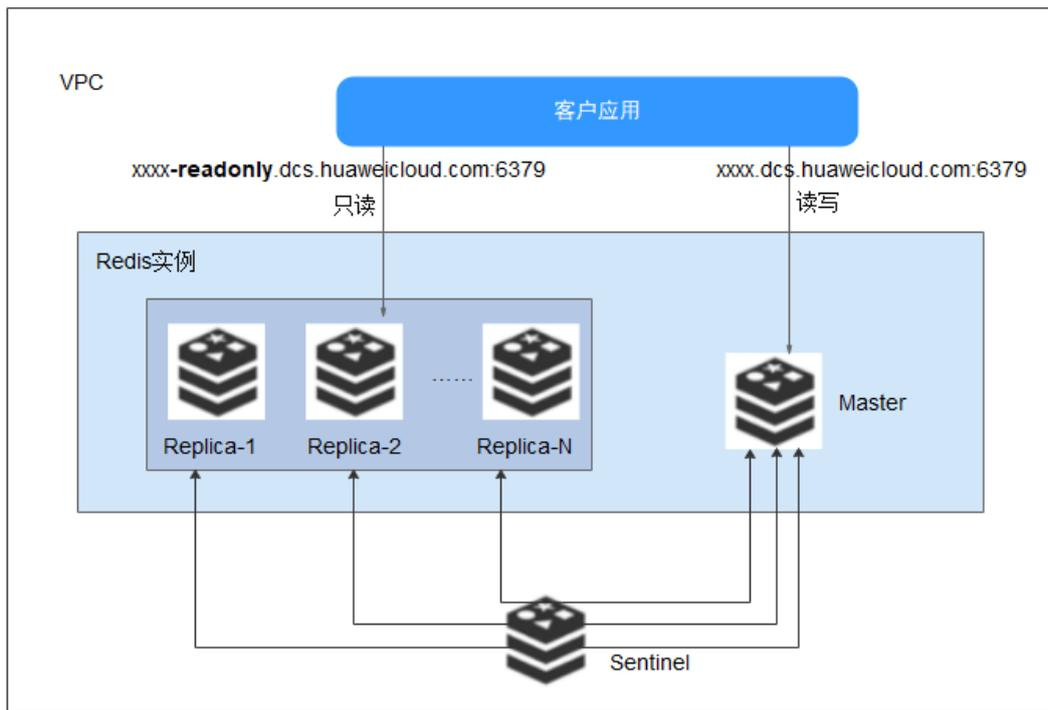 VPC
客户应用
xxxx-readonly.dcs.huaweicloud.com:6379
xxxx.dcs.huaweicloud.com:6379
只读
读写
Redis实例
......
Master
Replica-1
Replica-2
Replica-N
Sentinel